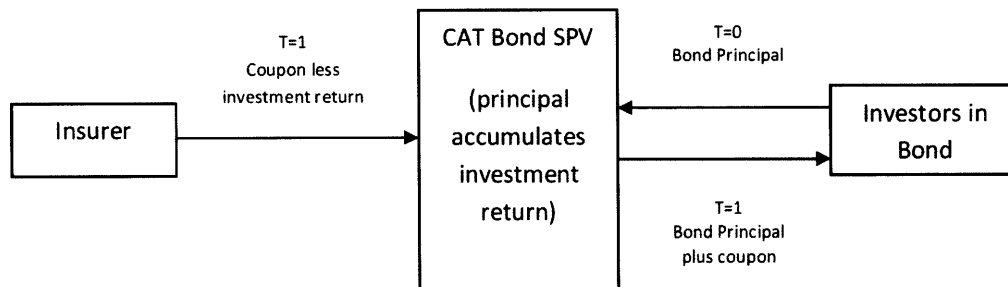 Insurer
T=1
Coupon less
investment return
CAT Bond SPV
(principal
accumulates
investment
return)
T=0
Bond Principal
Investors in
Bond
T=1
Bond Principal
plus coupon